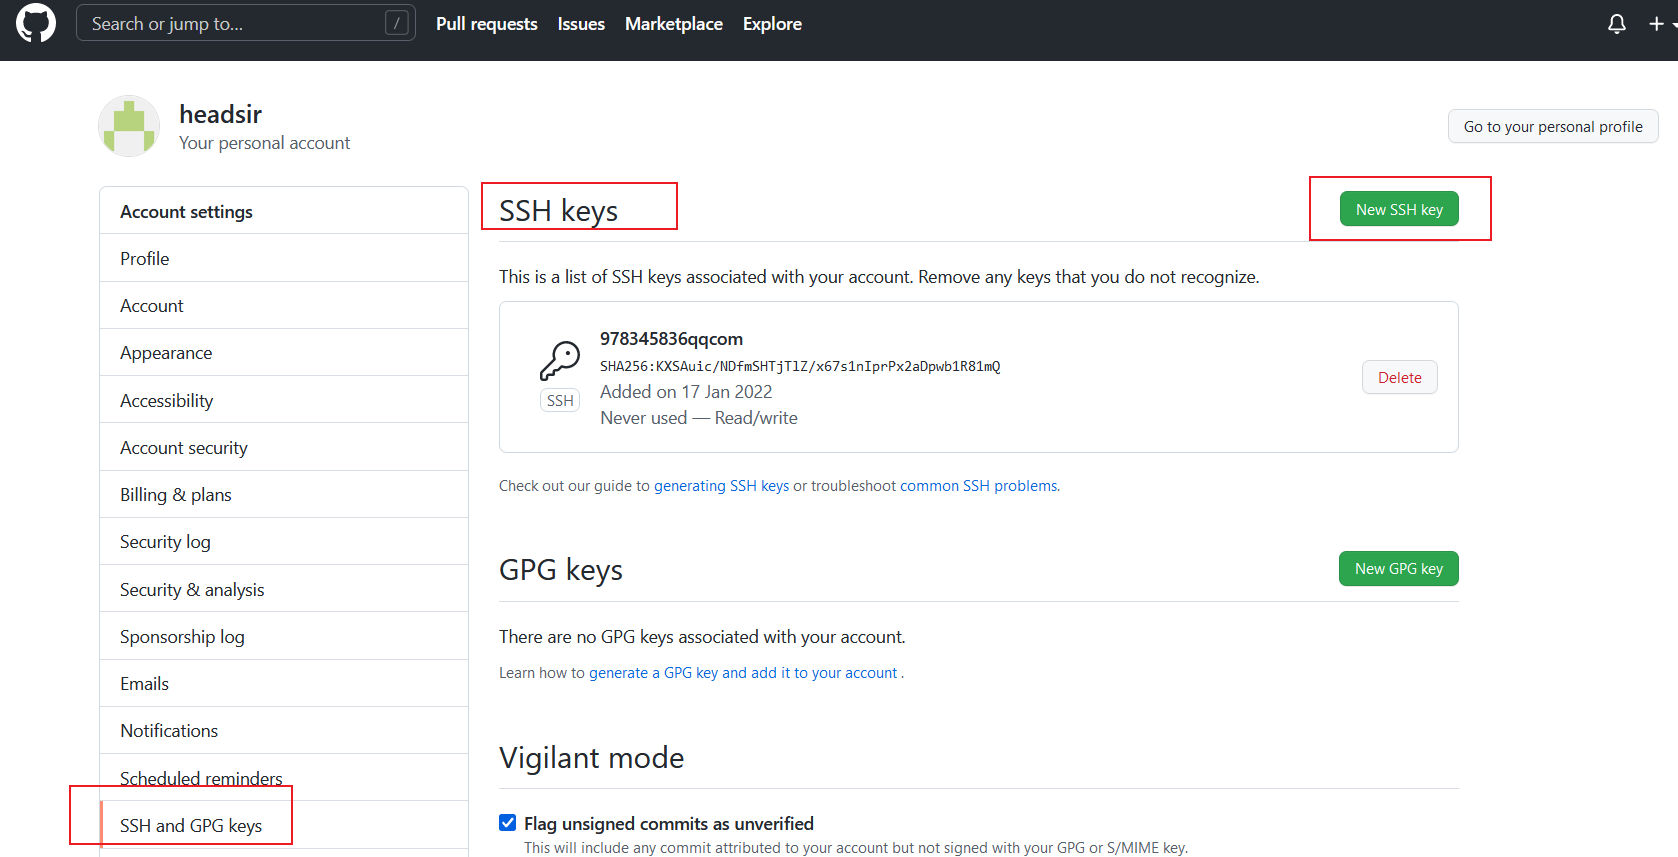 Search or jump to...
/
Pull requests
Issues
Marketplace
Explore
headsir
Your personal account
Go to your personal profile
Account settings
Profile
Account
Appearance
Accessibility
Account security
Billing & plans
Security log
Security & analysis
Sponsorship log
Emails
Notifications
Scheduled reminders
SSH and GPG keys
SSH keys
New SSH key
This is a list of SSH keys associated with your account. Remove any keys that you do not recognize.
978345836qqcom
SHA256:KXSAuic/NDfmSHTjTlZ/x67s1nIprPx2aDpwb1R81mQ
SSH
Added on 17 Jan 2022
Never used — Read/write
Delete
Check out our guide to generating SSH keys or troubleshoot common SSH problems.
GPG keys
New GPG key
There are no GPG keys associated with your account.
Learn how to generate a GPG key and add it to your account .
Vigilant mode
Flag unsigned commits as unverified
This will include any commit attributed to your account but not signed with your GPG or S/MIME key.